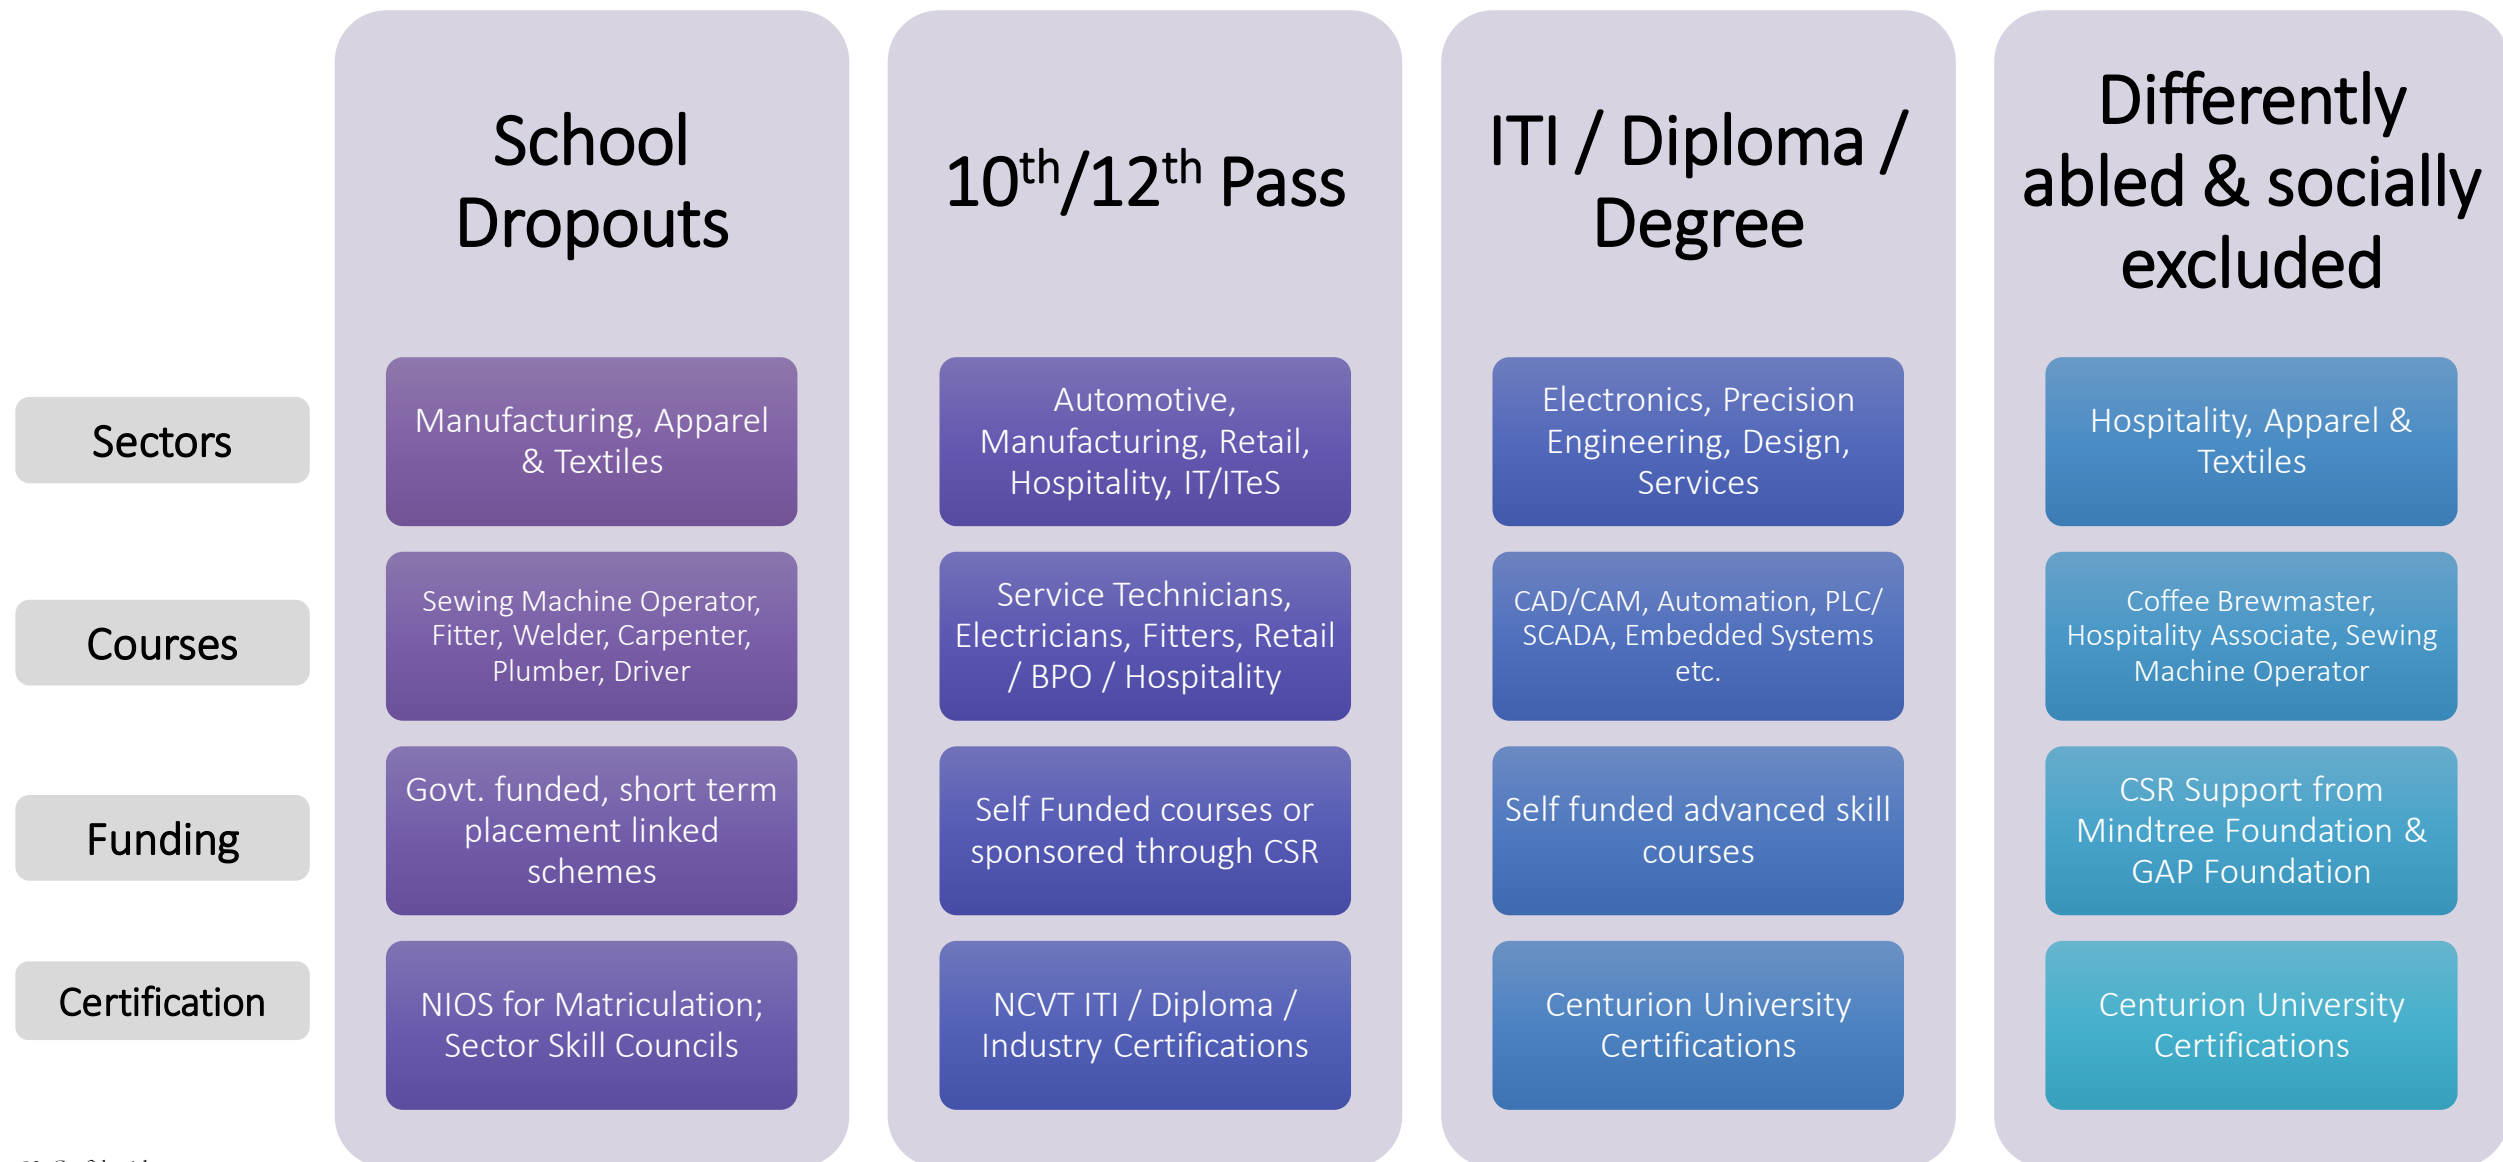 School
Dropouts
10th/12th Pass
ITI / Diploma /
Degree
Differently
abled & socially
excluded
Sectors
Manufacturing, Apparel
& Textiles
Automotive,
Manufacturing, Retail,
Hospitality, IT/ITeS
Electronics, Precision
Engineering, Design,
Services
Hospitality, Apparel &
Textiles
Courses
Sewing Machine Operator,
Fitter, Welder, Carpenter,
Plumber, Driver
Service Technicians,
Electricians, Fitters, Retail
/ BPO / Hospitality
CAD/CAM, Automation, PLC/
SCADA, Embedded Systems
etc.
Coffee Brewmaster,
Hospitality Associate, Sewing
Machine Operator
Funding
Govt. funded, short term
placement linked
schemes
Self Funded courses or
sponsored through CSR
Self funded advanced skill
courses
CSR Support from
Mindtree Foundation &
GAP Foundation
Certification
NIOS for Matriculation;
Sector Skill Councils
NCVT ITI / Diploma /
Industry Certifications
Centurion University
Certifications
Centurion University
Certifications